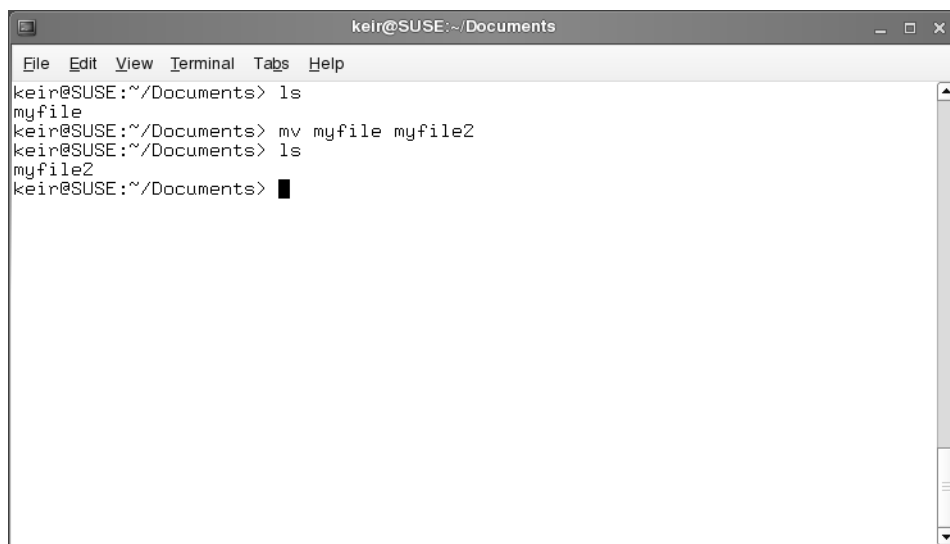 keir@SUSE:~/Documents
File Edit View Terminal Tabs Help
keir@SUSE:~/Documents> ls
myfile
keir@SUSE:~/Documents> mv myfile myfile2
keir@SUSE:~/Documents> ls
myfile2
keir@SUSE:~/Documents>